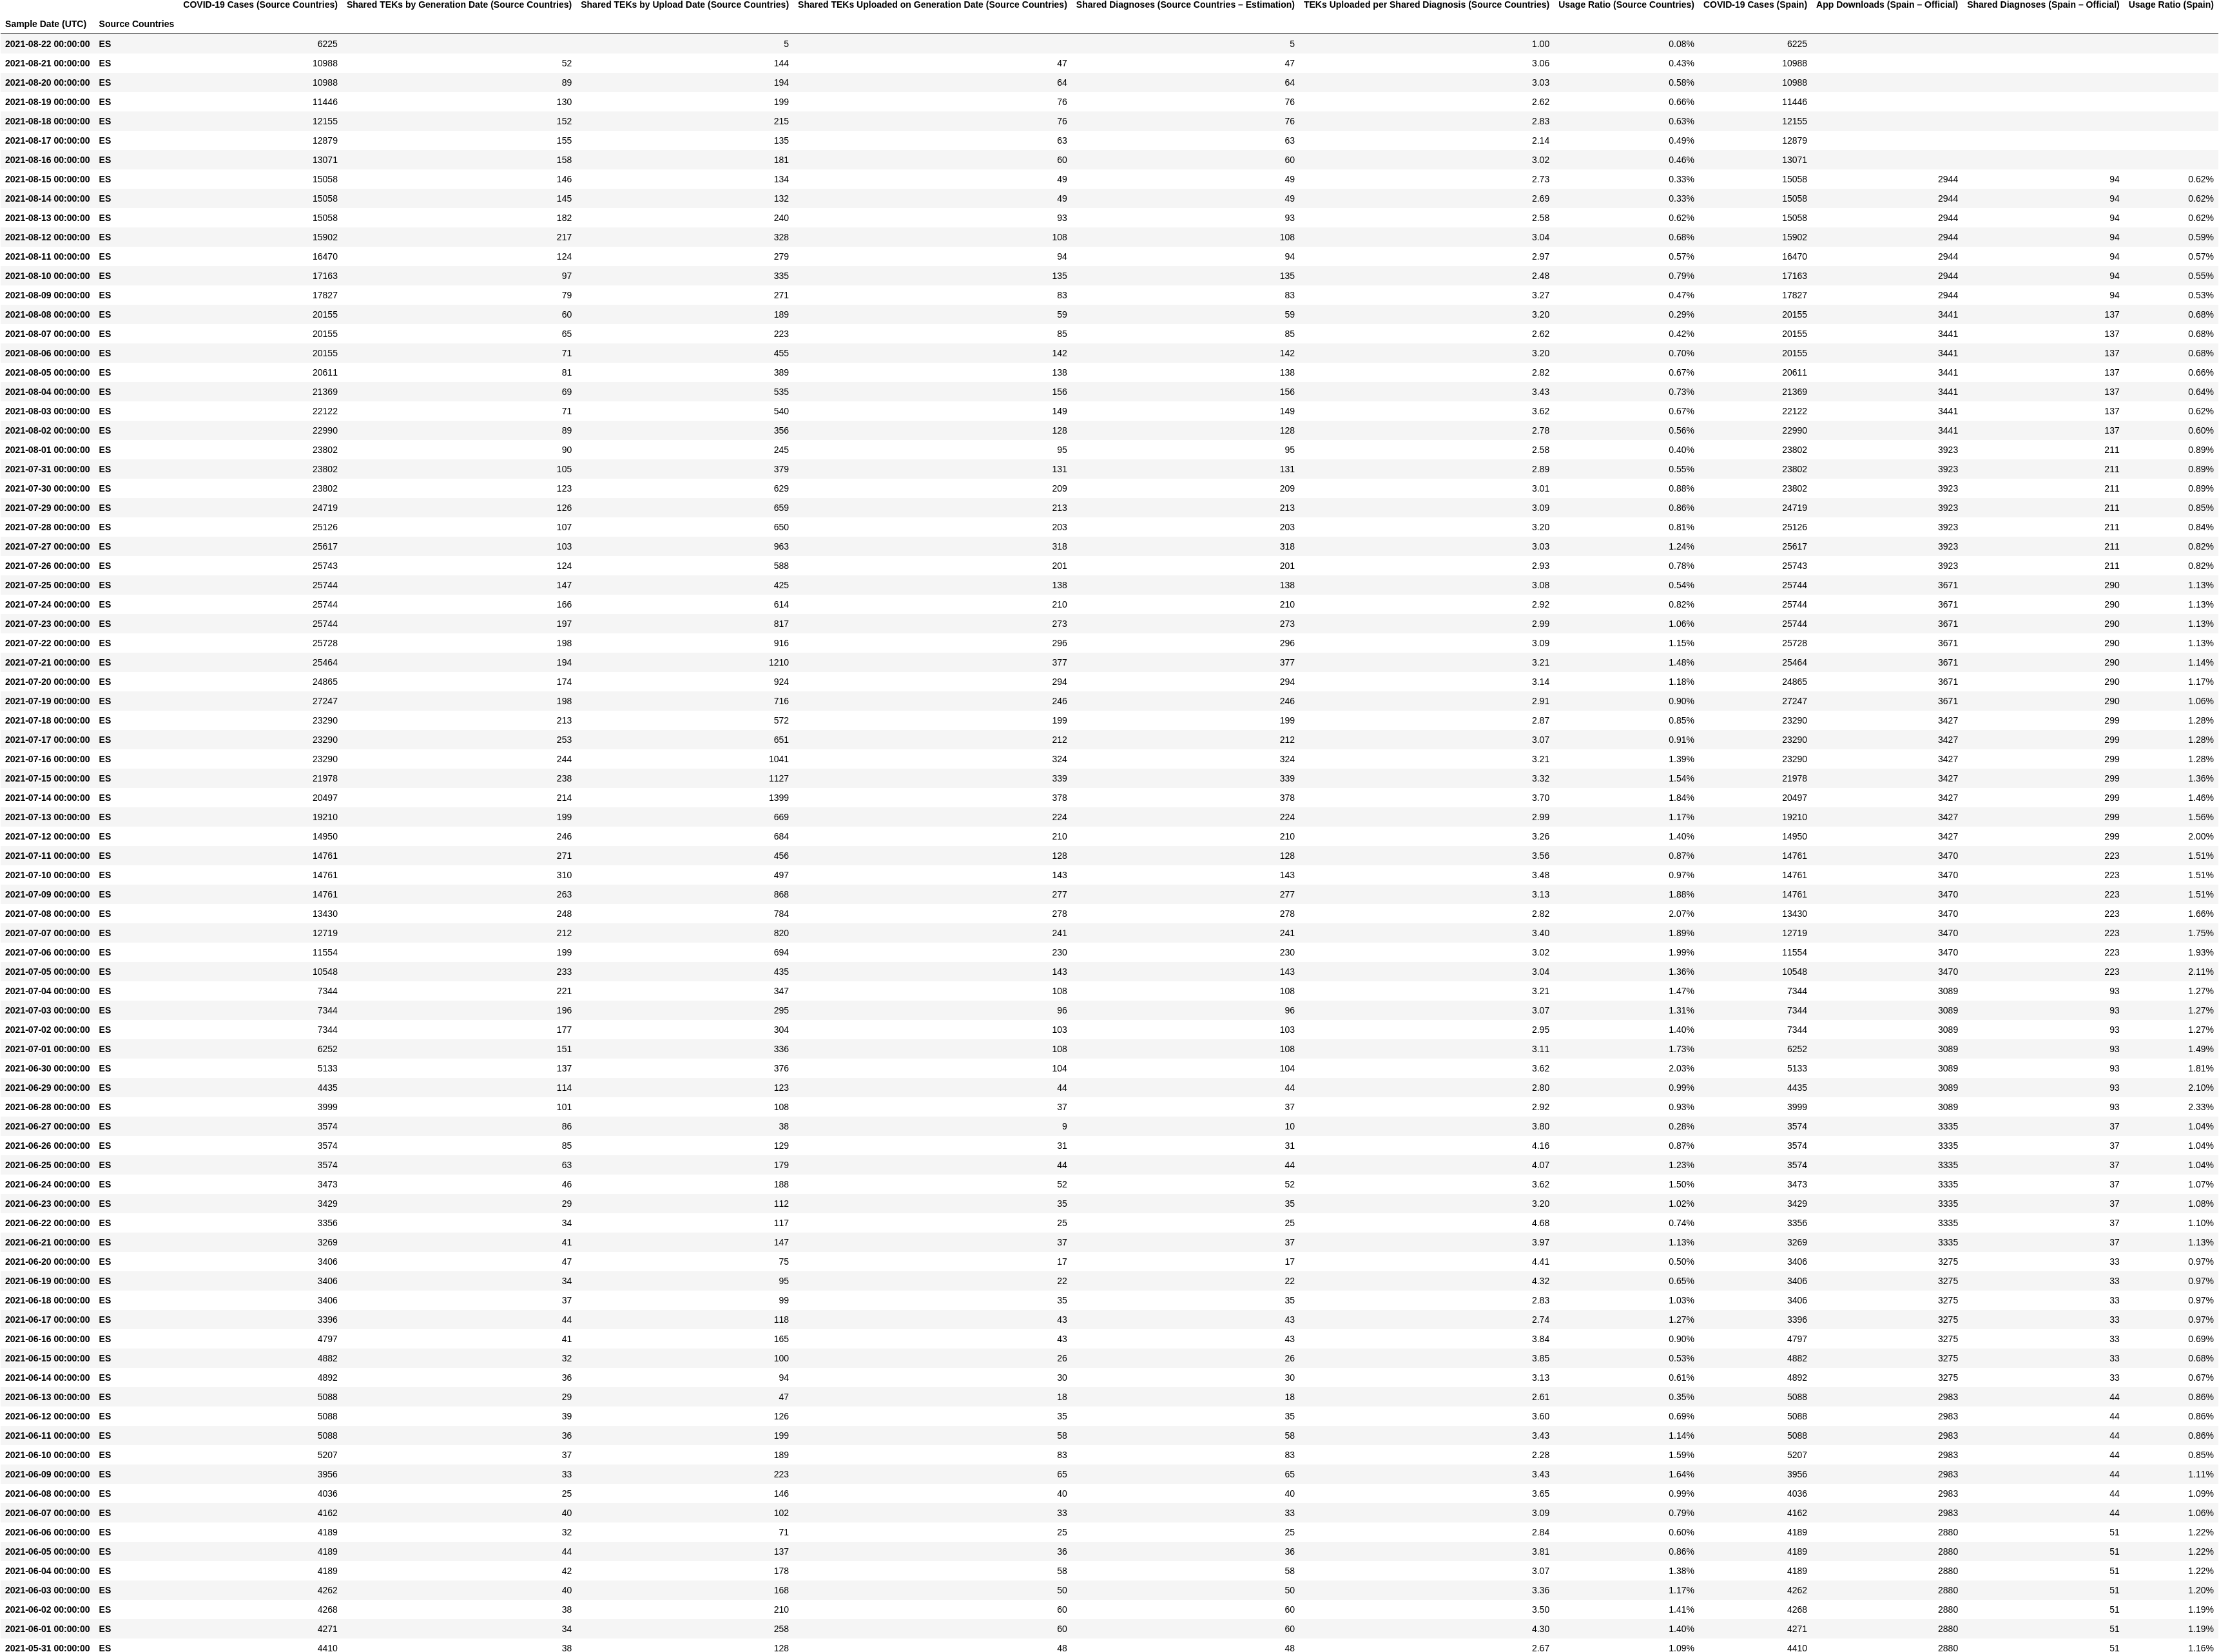 COVID-19 Cases (Source Countries) Shared TEKs by Generation Date (Source Countries) Shared TEKs by Upload Date (Source Countries) Shared TEKs Uploaded on Generation Date (Source Countries) Shared Diagnoses (Source Countries – Estimation) TEKs Uploaded per Shared Diagnosis (Source Countries) Usage Ratio (Source Countries) COVID-19 Cases (Spain) App Downloads (Spain – Official) Shared Diagnoses (Spain – Official) Usage Ratio (Spain)
Sample Date (UTC) Source Countries
2021-08-22 00:00:00 ES 6225 5 5 1.00 0.08% 6225
2021-08-21 00:00:00 ES 10988 52 144 47 47 3.06 0.43% 10988
2021-08-20 00:00:00 ES 10988 89 194 64 64 3.03 0.58% 10988
2021-08-19 00:00:00 ES 11446 130 199 76 76 2.62 0.66% 11446
2021-08-18 00:00:00 ES 12155 152 215 76 76 2.83 0.63% 12155
2021-08-17 00:00:00 ES 12879 155 135 63 63 2.14 0.49% 12879
2021-08-16 00:00:00 ES 13071 158 181 60 60 3.02 0.46% 13071
2021-08-15 00:00:00 ES 15058 146 134 49 49 2.73 0.33% 15058 2944 94 0.62%
2021-08-14 00:00:00 ES 15058 145 132 49 49 2.69 0.33% 15058 2944 94 0.62%
2021-08-13 00:00:00 ES 15058 182 240 93 93 2.58 0.62% 15058 2944 94 0.62%
2021-08-12 00:00:00 ES 15902 217 328 108 108 3.04 0.68% 15902 2944 94 0.59%
2021-08-11 00:00:00 ES 16470 124 279 94 94 2.97 0.57% 16470 2944 94 0.57%
2021-08-10 00:00:00 ES 17163 97 335 135 135 2.48 0.79% 17163 2944 94 0.55%
2021-08-09 00:00:00 ES 17827 79 271 83 83 3.27 0.47% 17827 2944 94 0.53%
2021-08-08 00:00:00 ES 20155 60 189 59 59 3.20 0.29% 20155 3441 137 0.68%
2021-08-07 00:00:00 ES 20155 65 223 85 85 2.62 0.42% 20155 3441 137 0.68%
2021-08-06 00:00:00 ES 20155 71 455 142 142 3.20 0.70% 20155 3441 137 0.68%
2021-08-05 00:00:00 ES 20611 81 389 138 138 2.82 0.67% 20611 3441 137 0.66%
2021-08-04 00:00:00 ES 21369 69 535 156 156 3.43 0.73% 21369 3441 137 0.64%
2021-08-03 00:00:00 ES 22122 71 540 149 149 3.62 0.67% 22122 3441 137 0.62%
2021-08-02 00:00:00 ES 22990 89 356 128 128 2.78 0.56% 22990 3441 137 0.60%
2021-08-01 00:00:00 ES 23802 90 245 95 95 2.58 0.40% 23802 3923 211 0.89%
2021-07-31 00:00:00 ES 23802 105 379 131 131 2.89 0.55% 23802 3923 211 0.89%
2021-07-30 00:00:00 ES 23802 123 629 209 209 3.01 0.88% 23802 3923 211 0.89%
2021-07-29 00:00:00 ES 24719 126 659 213 213 3.09 0.86% 24719 3923 211 0.85%
2021-07-28 00:00:00 ES 25126 107 650 203 203 3.20 0.81% 25126 3923 211 0.84%
2021-07-27 00:00:00 ES 25617 103 963 318 318 3.03 1.24% 25617 3923 211 0.82%
2021-07-26 00:00:00 ES 25743 124 588 201 201 2.93 0.78% 25743 3923 211 0.82%
2021-07-25 00:00:00 ES 25744 147 425 138 138 3.08 0.54% 25744 3671 290 1.13%
2021-07-24 00:00:00 ES 25744 166 614 210 210 2.92 0.82% 25744 3671 290 1.13%
2021-07-23 00:00:00 ES 25744 197 817 273 273 2.99 1.06% 25744 3671 290 1.13%
2021-07-22 00:00:00 ES 25728 198 916 296 296 3.09 1.15% 25728 3671 290 1.13%
2021-07-21 00:00:00 ES 25464 194 1210 377 377 3.21 1.48% 25464 3671 290 1.14%
2021-07-20 00:00:00 ES 24865 174 924 294 294 3.14 1.18% 24865 3671 290 1.17%
2021-07-19 00:00:00 ES 27247 198 716 246 246 2.91 0.90% 27247 3671 290 1.06%
2021-07-18 00:00:00 ES 23290 213 572 199 199 2.87 0.85% 23290 3427 299 1.28%
2021-07-17 00:00:00 ES 23290 253 651 212 212 3.07 0.91% 23290 3427 299 1.28%
2021-07-16 00:00:00 ES 23290 244 1041 324 324 3.21 1.39% 23290 3427 299 1.28%
2021-07-15 00:00:00 ES 21978 238 1127 339 339 3.32 1.54% 21978 3427 299 1.36%
2021-07-14 00:00:00 ES 20497 214 1399 378 378 3.70 1.84% 20497 3427 299 1.46%
2021-07-13 00:00:00 ES 19210 199 669 224 224 2.99 1.17% 19210 3427 299 1.56%
2021-07-12 00:00:00 ES 14950 246 684 210 210 3.26 1.40% 14950 3427 299 2.00%
2021-07-11 00:00:00 ES 14761 271 456 128 128 3.56 0.87% 14761 3470 223 1.51%
2021-07-10 00:00:00 ES 14761 310 497 143 143 3.48 0.97% 14761 3470 223 1.51%
2021-07-09 00:00:00 ES 14761 263 868 277 277 3.13 1.88% 14761 3470 223 1.51%
2021-07-08 00:00:00 ES 13430 248 784 278 278 2.82 2.07% 13430 3470 223 1.66%
2021-07-07 00:00:00 ES 12719 212 820 241 241 3.40 1.89% 12719 3470 223 1.75%
2021-07-06 00:00:00 ES 11554 199 694 230 230 3.02 1.99% 11554 3470 223 1.93%
2021-07-05 00:00:00 ES 10548 233 435 143 143 3.04 1.36% 10548 3470 223 2.11%
2021-07-04 00:00:00 ES 7344 221 347 108 108 3.21 1.47% 7344 3089 93 1.27%
2021-07-03 00:00:00 ES 7344 196 295 96 96 3.07 1.31% 7344 3089 93 1.27%
2021-07-02 00:00:00 ES 7344 177 304 103 103 2.95 1.40% 7344 3089 93 1.27%
2021-07-01 00:00:00 ES 6252 151 336 108 108 3.11 1.73% 6252 3089 93 1.49%
2021-06-30 00:00:00 ES 5133 137 376 104 104 3.62 2.03% 5133 3089 93 1.81%
2021-06-29 00:00:00 ES 4435 114 123 44 44 2.80 0.99% 4435 3089 93 2.10%
2021-06-28 00:00:00 ES 3999 101 108 37 37 2.92 0.93% 3999 3089 93 2.33%
2021-06-27 00:00:00 ES 3574 86 38 9 10 3.80 0.28% 3574 3335 37 1.04%
2021-06-26 00:00:00 ES 3574 85 129 31 31 4.16 0.87% 3574 3335 37 1.04%
2021-06-25 00:00:00 ES 3574 63 179 44 44 4.07 1.23% 3574 3335 37 1.04%
2021-06-24 00:00:00 ES 3473 46 188 52 52 3.62 1.50% 3473 3335 37 1.07%
2021-06-23 00:00:00 ES 3429 29 112 35 35 3.20 1.02% 3429 3335 37 1.08%
2021-06-22 00:00:00 ES 3356 34 117 25 25 4.68 0.74% 3356 3335 37 1.10%
2021-06-21 00:00:00 ES 3269 41 147 37 37 3.97 1.13% 3269 3335 37 1.13%
2021-06-20 00:00:00 ES 3406 47 75 17 17 4.41 0.50% 3406 3275 33 0.97%
2021-06-19 00:00:00 ES 3406 34 95 22 22 4.32 0.65% 3406 3275 33 0.97%
2021-06-18 00:00:00 ES 3406 37 99 35 35 2.83 1.03% 3406 3275 33 0.97%
2021-06-17 00:00:00 ES 3396 44 118 43 43 2.74 1.27% 3396 3275 33 0.97%
2021-06-16 00:00:00 ES 4797 41 165 43 43 3.84 0.90% 4797 3275 33 0.69%
2021-06-15 00:00:00 ES 4882 32 100 26 26 3.85 0.53% 4882 3275 33 0.68%
2021-06-14 00:00:00 ES 4892 36 94 30 30 3.13 0.61% 4892 3275 33 0.67%
2021-06-13 00:00:00 ES 5088 29 47 18 18 2.61 0.35% 5088 2983 44 0.86%
2021-06-12 00:00:00 ES 5088 39 126 35 35 3.60 0.69% 5088 2983 44 0.86%
2021-06-11 00:00:00 ES 5088 36 199 58 58 3.43 1.14% 5088 2983 44 0.86%
2021-06-10 00:00:00 ES 5207 37 189 83 83 2.28 1.59% 5207 2983 44 0.85%
2021-06-09 00:00:00 ES 3956 33 223 65 65 3.43 1.64% 3956 2983 44 1.11%
2021-06-08 00:00:00 ES 4036 25 146 40 40 3.65 0.99% 4036 2983 44 1.09%
2021-06-07 00:00:00 ES 4162 40 102 33 33 3.09 0.79% 4162 2983 44 1.06%
2021-06-06 00:00:00 ES 4189 32 71 25 25 2.84 0.60% 4189 2880 51 1.22%
2021-06-05 00:00:00 ES 4189 44 137 36 36 3.81 0.86% 4189 2880 51 1.22%
2021-06-04 00:00:00 ES 4189 42 178 58 58 3.07 1.38% 4189 2880 51 1.22%
2021-06-03 00:00:00 ES 4262 40 168 50 50 3.36 1.17% 4262 2880 51 1.20%
2021-06-02 00:00:00 ES 4268 38 210 60 60 3.50 1.41% 4268 2880 51 1.19%
2021-06-01 00:00:00 ES 4271 34 258 60 60 4.30 1.40% 4271 2880 51 1.19%
2021-05-31 00:00:00 ES 4410 38 128 48 48 2.67 1.09% 4410 2880 51 1.16%